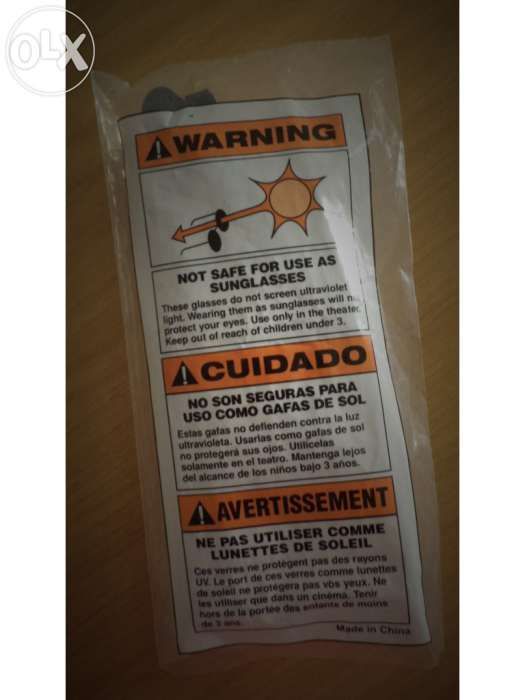 OLX
WARNING
NOT SAFE FOR USE AS
SUNGLASSES
These glasses do not screen ultraviolet
light. Wearing them as sunglasses will
protect your eyes. Use only in the theater.
Keep out of reach of children under 3.
CUIDADO
NO SON SEGURAS PARA
USO COMO GAFAS DE SOL
Estas gafas no defienden contra la luz
ultravioleta. Usarlas como gafas de sol
no protegerá sus ojos. Utilícelas
solamente en el teatro. Mantenga lejos
del alcance de los niños bajo 3 años.
AVERTISSEMENT
NE PAS UTILISER COMME
LUNETTES DE SOLEIL
Ces verres ne protègent pas des rayons
UV. Le port de ces verres comme lunettes
de soleil ne protégera pas vos yeux. Ne
les utiliser que dans un cinéma. Tenir
hors de la portée des enfants de moins
de 3 ans.
Made in China